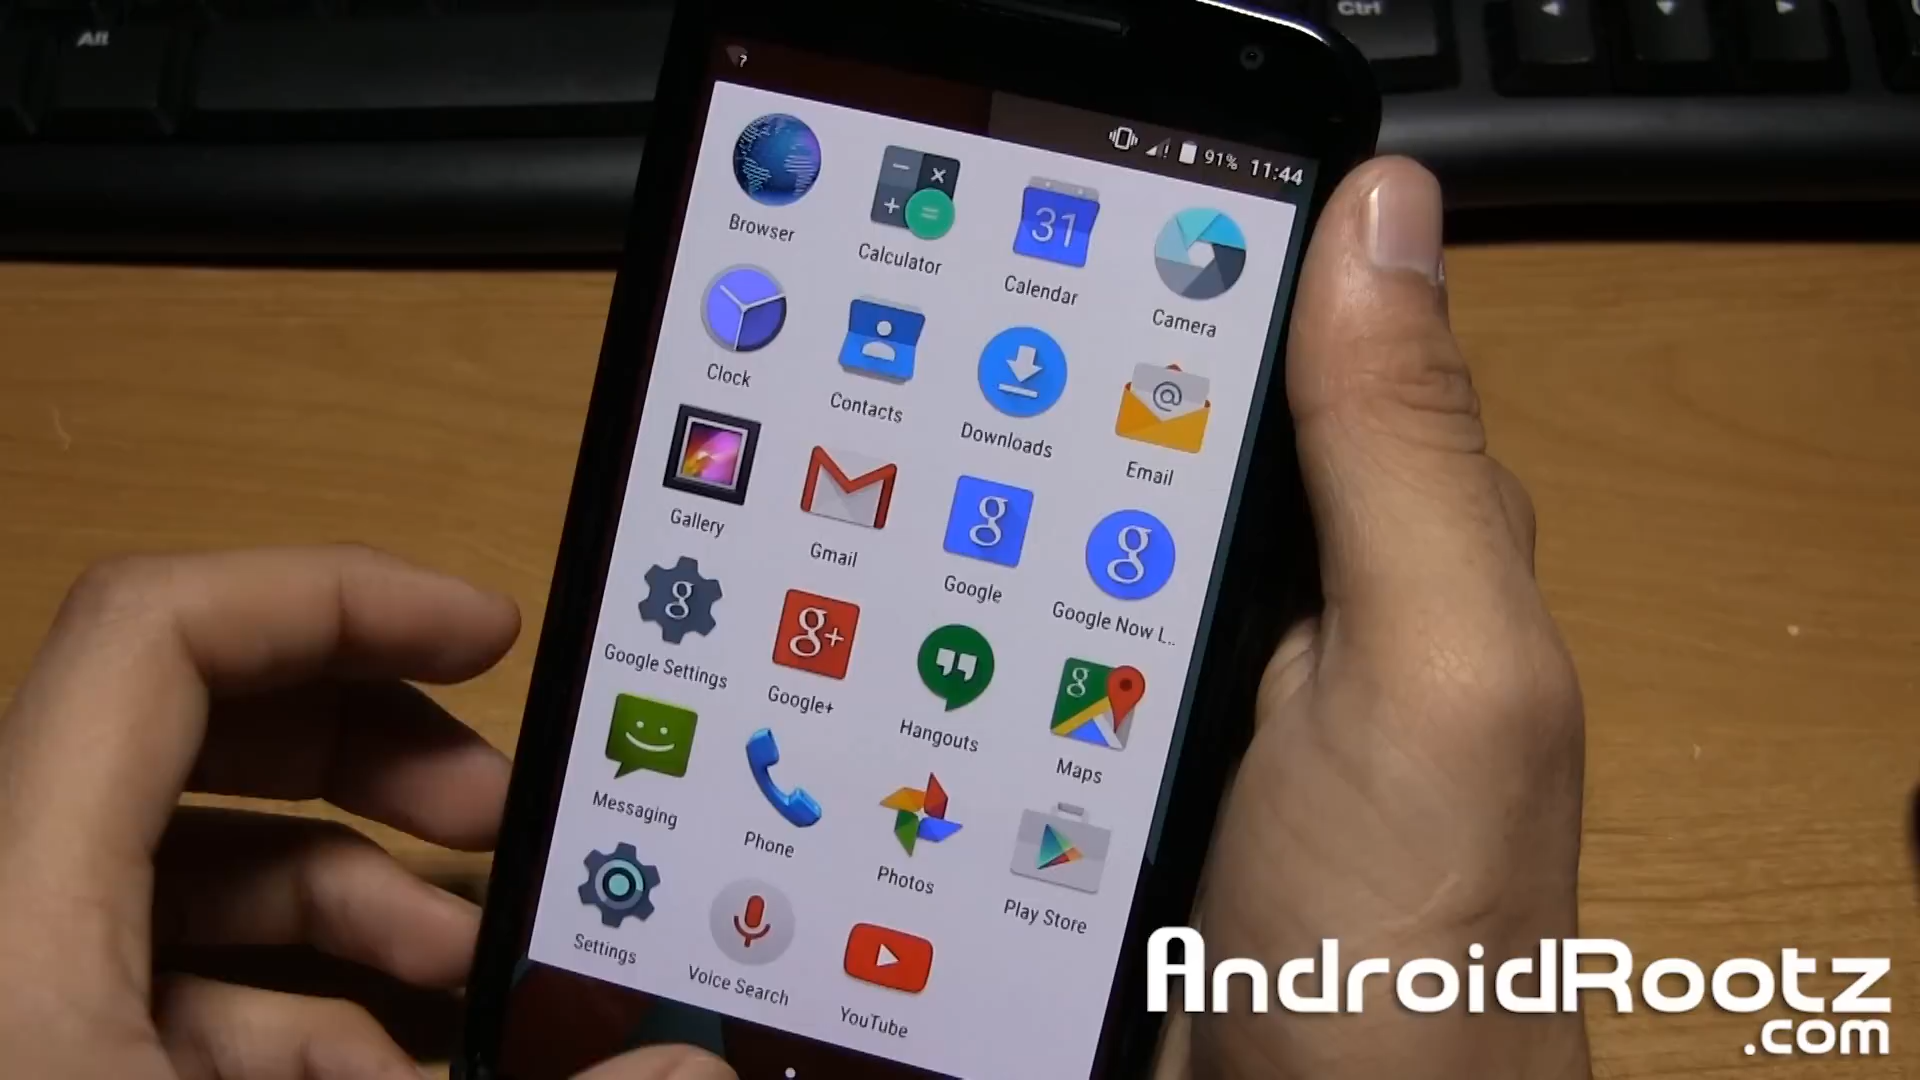 Alt
Ctrl
?
91% 11:44
31
Browser
Calculator
Calendar
Camera
Clock
Contacts
Downloads
@
Email
Gallery
Gmail
g
Google
g
Google Now L..
g
Google Settings
g+
Google+
Hangouts
g
Maps
Messaging
Phone
Photos
Play Store
Settings
Voice Search
YouTube
AndroidRootz
.com